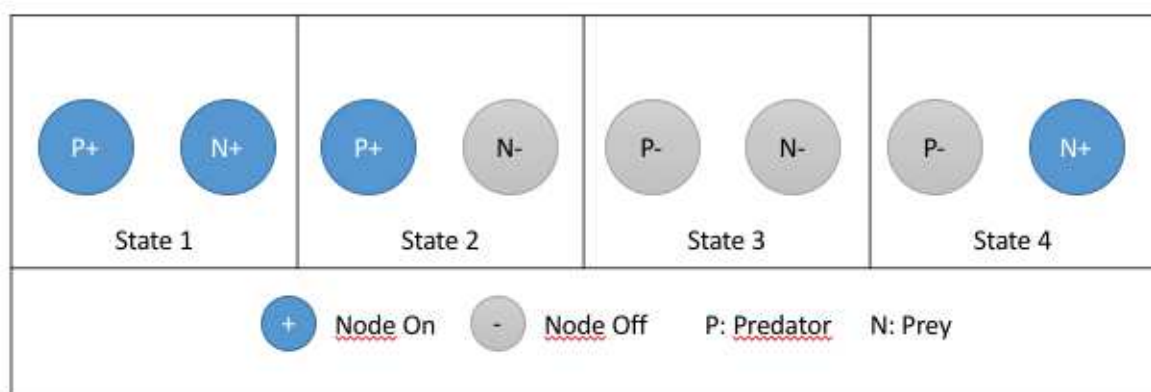 P+ N+ P+ N- P- N- P- N+
State 1 State 2 State 3 State 4
+ Node On - Node Off P: Predator N: Prey